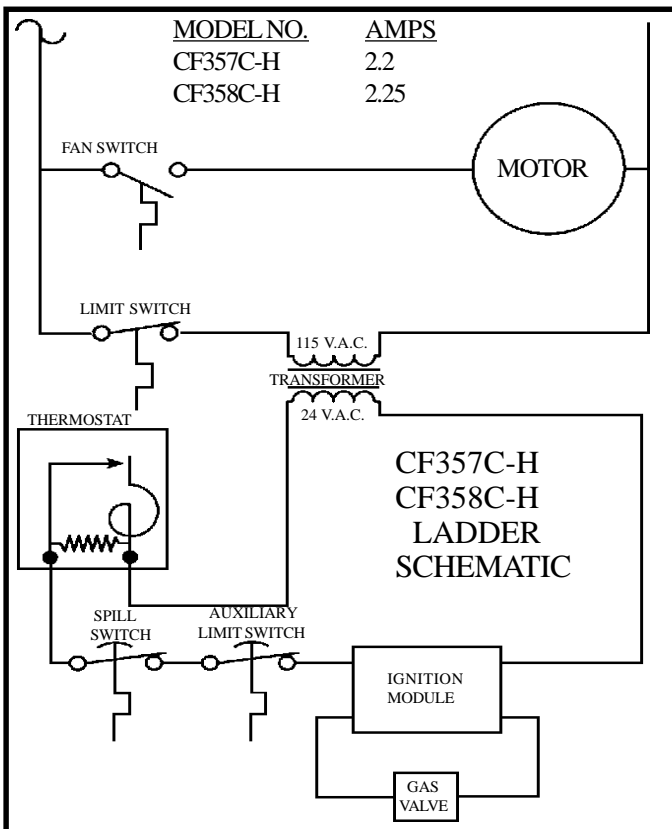 MODEL NO. AMPS
CF357C-H 2.2
CF358C-H 2.25
FAN SWITCH
MOTOR
LIMIT SWITCH
115 V.A.C.
TRANSFORMER
24 V.A.C.
THERMOSTAT
CF357C-H
CF358C-H
LADDER
SCHEMATIC
SPILL
SWITCH
AUXILIARY
LIMIT SWITCH
IGNITION
MODULE
GAS
VALVE